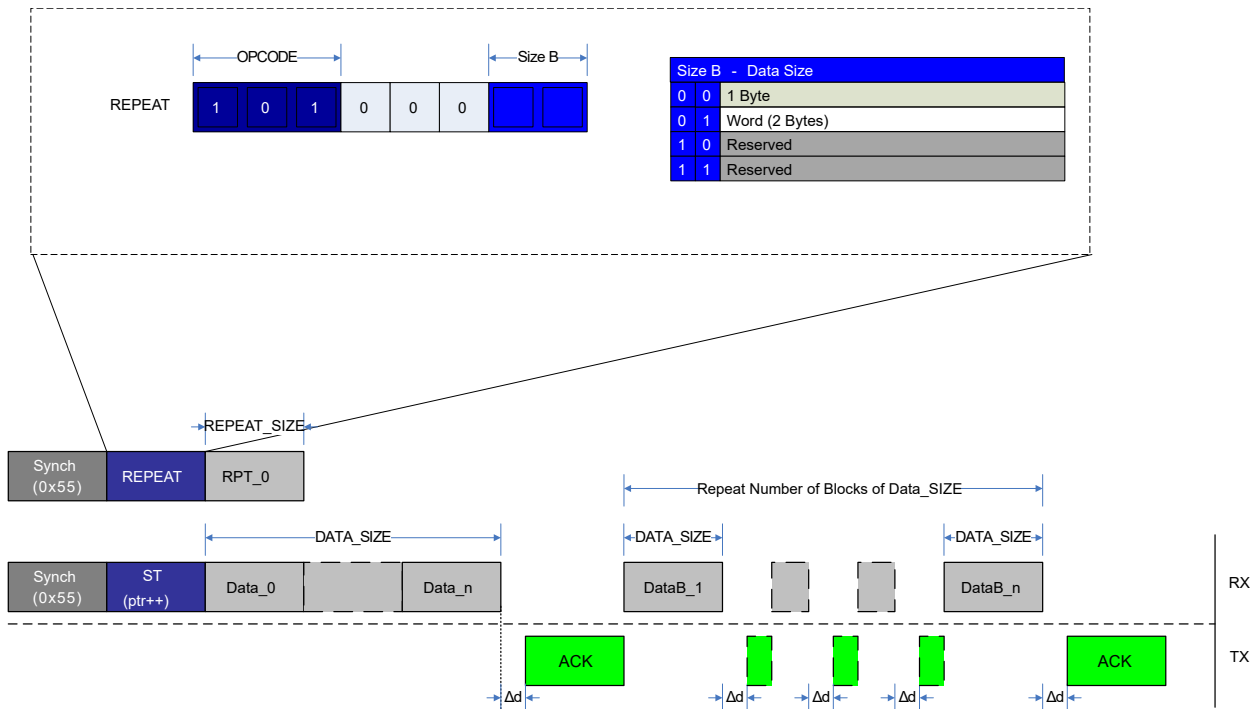 OPCODE
Size B
REPEAT
1 0 1 0 0 0
Size B - Data Size
0 0 1 Byte
0 1 Word (2 Bytes)
1 0 Reserved
1 1 Reserved
REPEAT_SIZE
Synch
(0x55)
REPEAT
RPT_0
Repeat Number of Blocks of Data_SIZE
DATA_SIZE
DATA_SIZE
DATA_SIZE
Synch
(0x55)
ST
(ptr++)
Data_0
Data_n
DataB_1
DataB_n
RX
ACK
ACK
TX
Δd
Δd
Δd
Δd
Δd